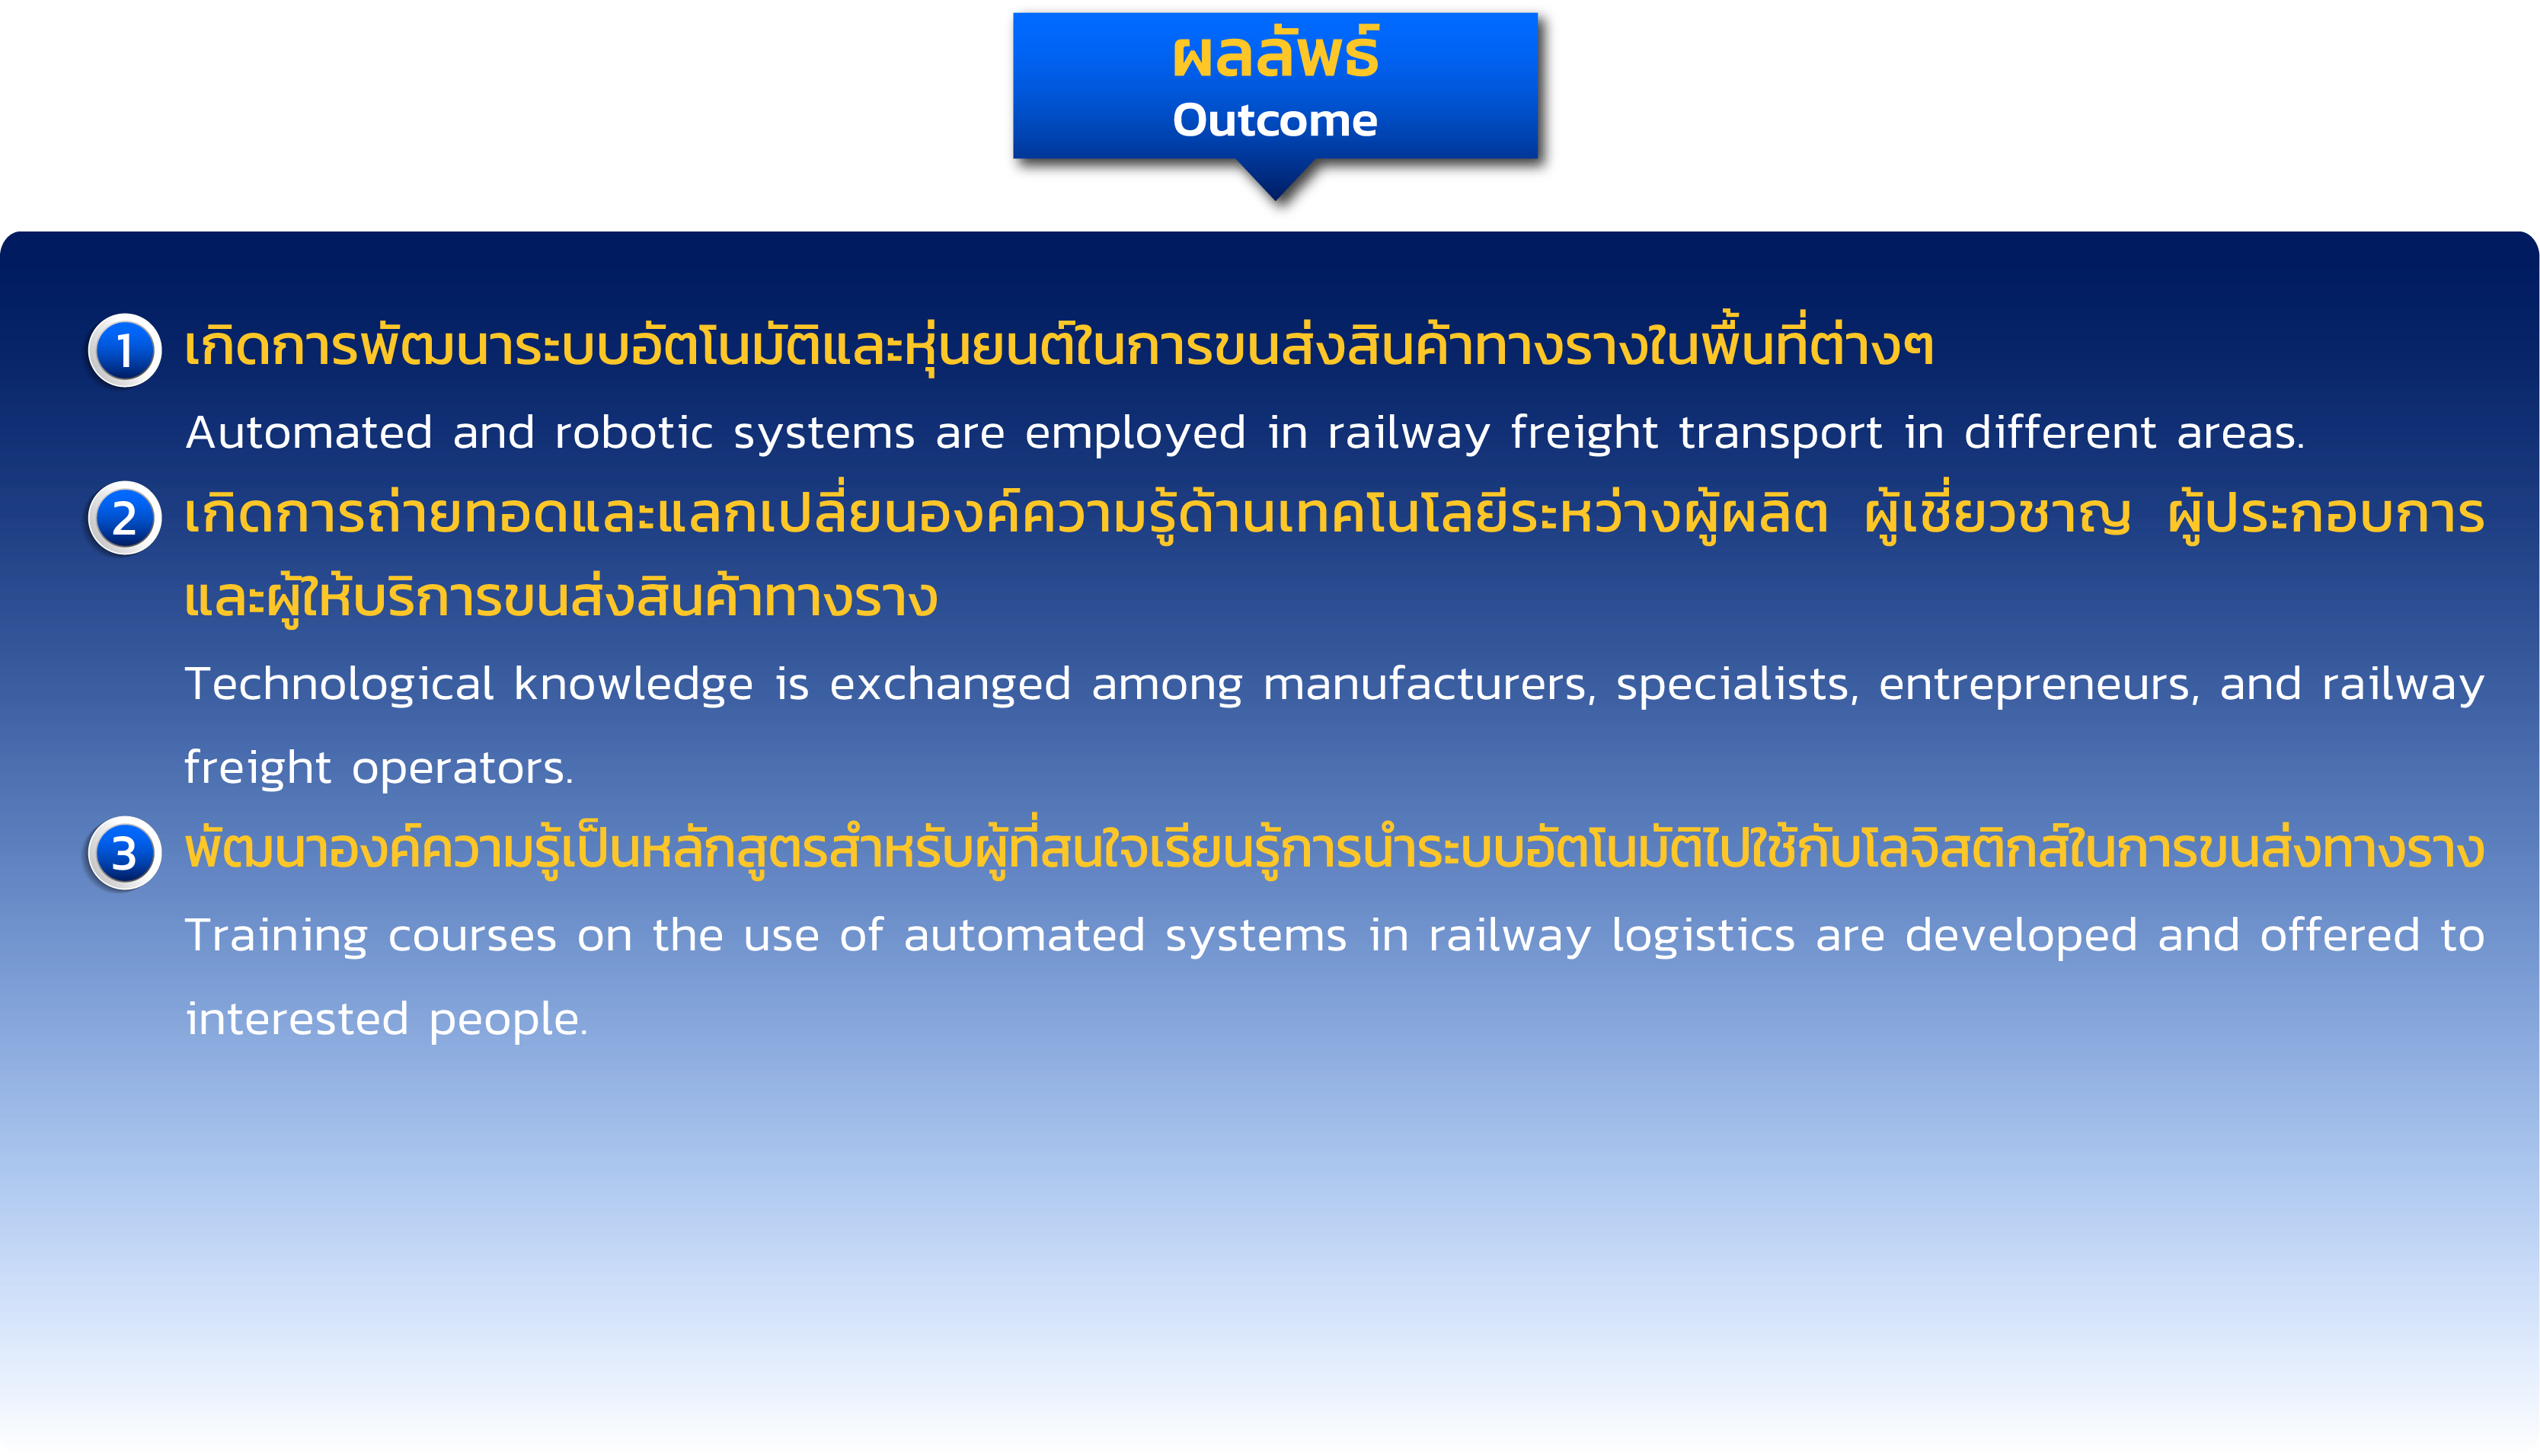 ผลลัพธ์
Outcome
1 เกิดการพัฒนาระบบอัตโนมัติและหุ่นยนต์ในการขนส่งสินค้าทางรางในพื้นที่ต่างๆ
Automated and robotic systems are employed in railway freight transport in different areas.
2 เกิดการถ่ายทอดและแลกเปลี่ยนองค์ความรู้ด้านเทคโนโลยีระหว่างผู้ผลิต ผู้เชี่ยวชาญ ผู้ประกอบการ
และผู้ให้บริการขนส่งสินค้าทางราง
Technological knowledge is exchanged among manufacturers, specialists, entrepreneurs, and railway
freight operators.
3 พัฒนาองค์ความรู้เป็นหลักสูตรสำหรับผู้ที่สนใจเรียนรู้การนำระบบอัตโนมัติไปใช้กับโลจิสติกส์ในการขนส่งทางราง
Training courses on the use of automated systems in railway logistics are developed and offered to
interested people.